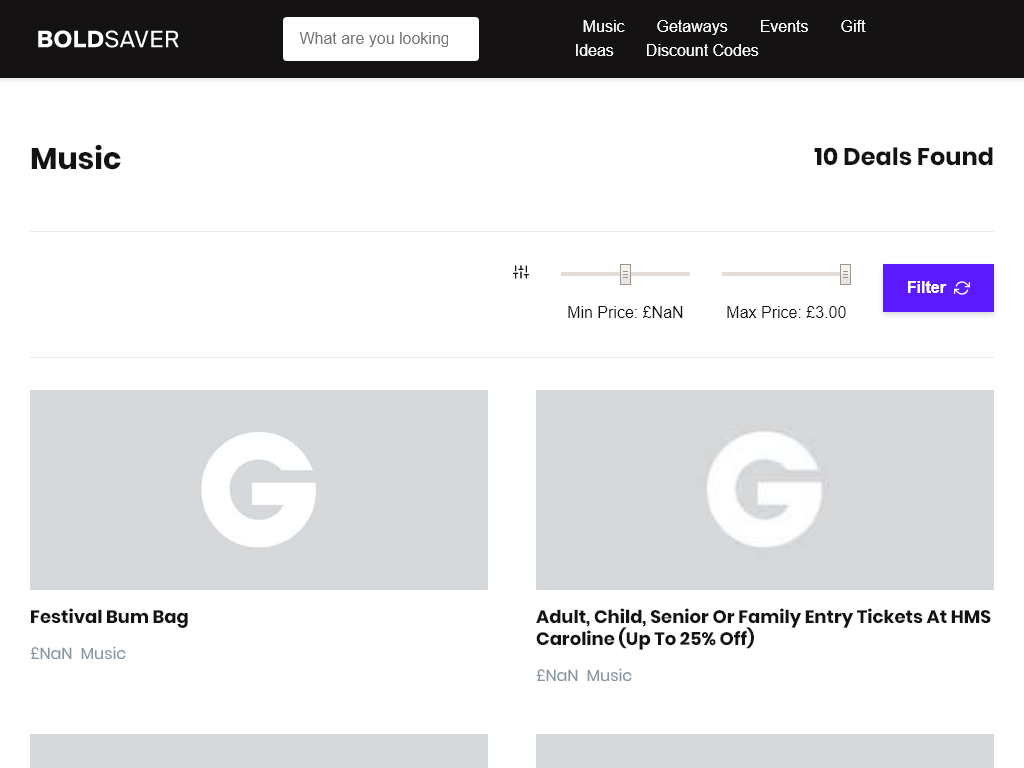 BOLDSAVER
What are you looking
Music Getaways Events Gift
Ideas Discount Codes
Music
10 Deals Found
Min Price: £NaN
Max Price: £3.00
Filter
G
G
Festival Bum Bag
£NaN Music
Adult, Child, Senior Or Family Entry Tickets At HMS
Caroline (Up To 25% Off)
£NaN Music